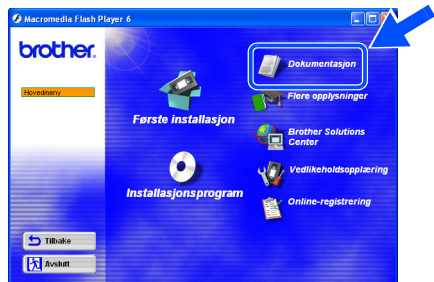 Macromedia Flash Player 6
brother.
Hovedmeny
Første installasjon
Installasjonsprogram
Dokumentasjon
Flere opplysninger
Brother Solutions
Center
Vedlikeholdsopplæring
Online-registrering
Tilbake
Avslutt